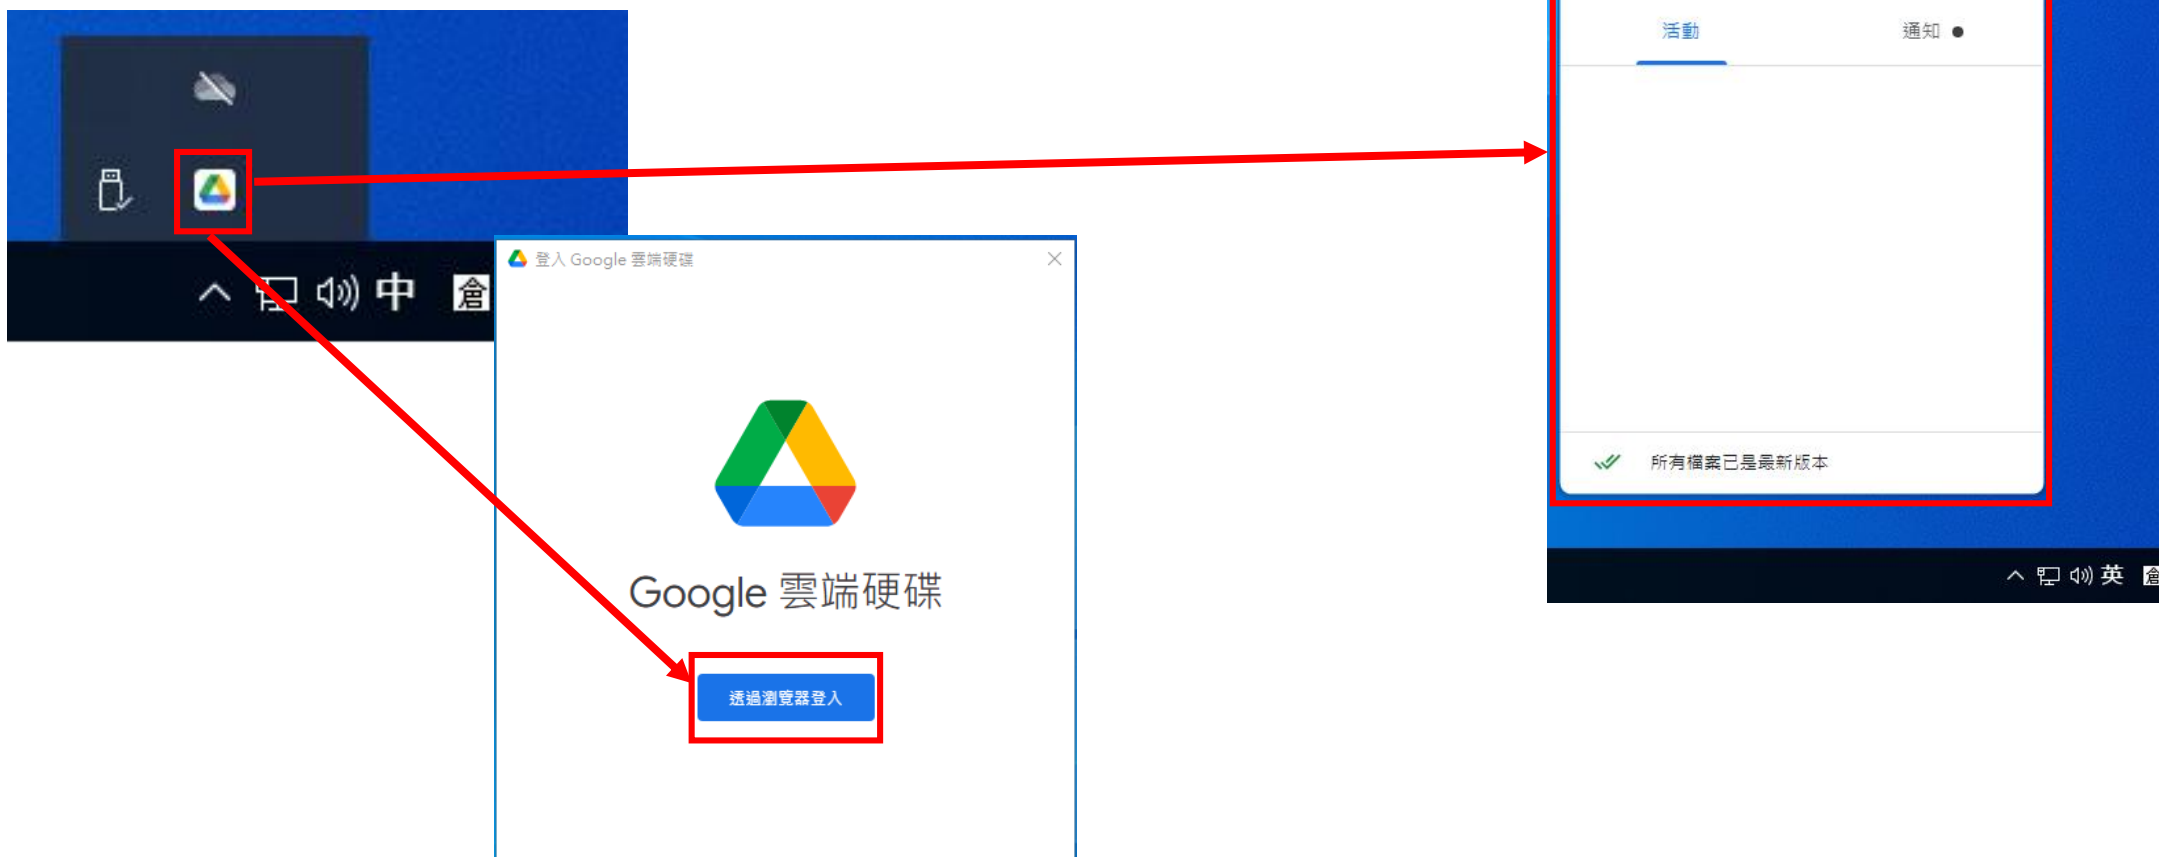 中 倉
登入 Google 雲端硬碟
Google 雲端硬碟
透過瀏覽器登入
活動 通知
所有檔案已是最新版本
英 倉